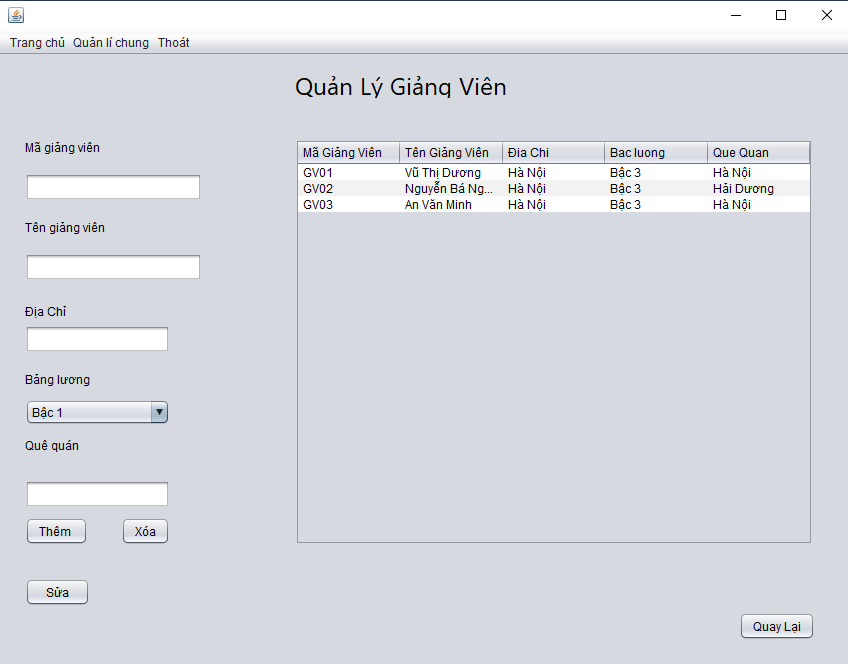 Trang chủ Quản lí chung Thoát
Quản Lý Giảng Viên
Mã giảng viên
Tên giảng viên
Địa Chỉ
Bảng lương
Bậc 1
Quê quán
Thêm Xóa
Sửa
Mã Giảng Viên Tên Giảng Viên Đia Chi Bac luong Que Quan
GV01 Vũ Thị Dương Hà Nội Bậc 3 Hà Nội
GV02 Nguyễn Bá Ng... Hà Nội Bậc 3 Hải Dương
GV03 An Văn Minh Hà Nội Bậc 3 Hà Nội
Quay Lại